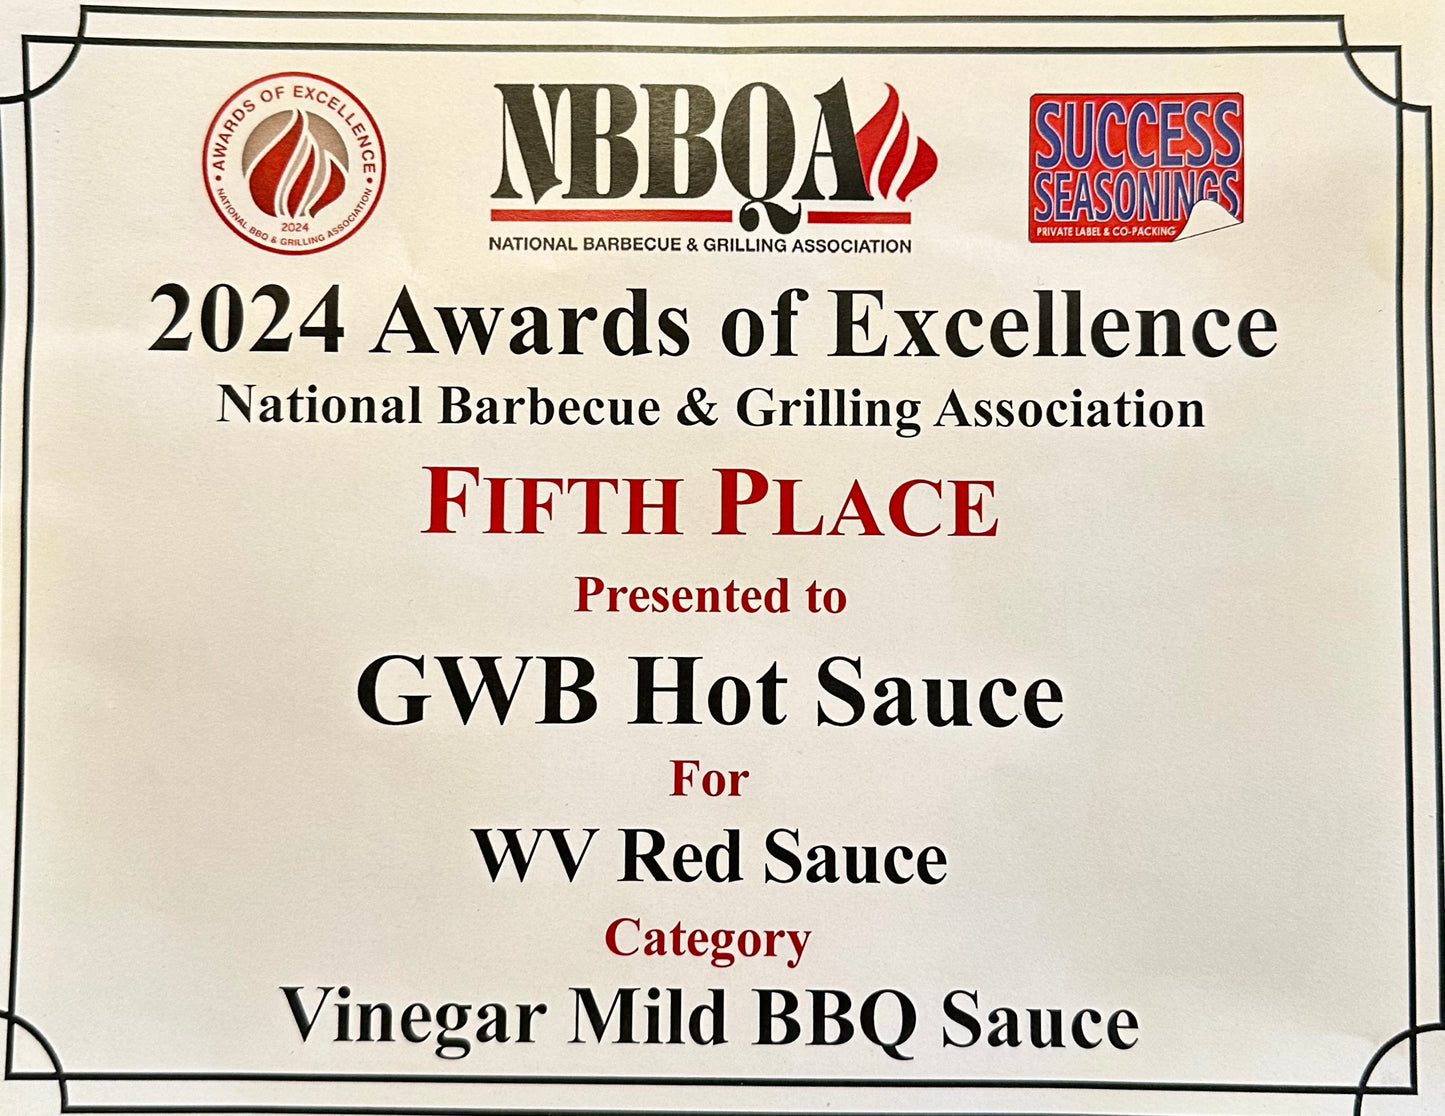 • AWARDS OF EXCELLENCE •
2024
NATIONAL BBQ & GRILLING ASSOCIATION
NBBQA
NATIONAL BARBECUE & GRILLING ASSOCIATION
SUCCESS
SEASONINGS
PRIVATE LABEL & CO-PACKING
2024 Awards of Excellence
National Barbecue & Grilling Association
FIFTH PLACE
Presented to
GWB Hot Sauce
For
WV Red Sauce
Category
Vinegar Mild BBQ Sauce